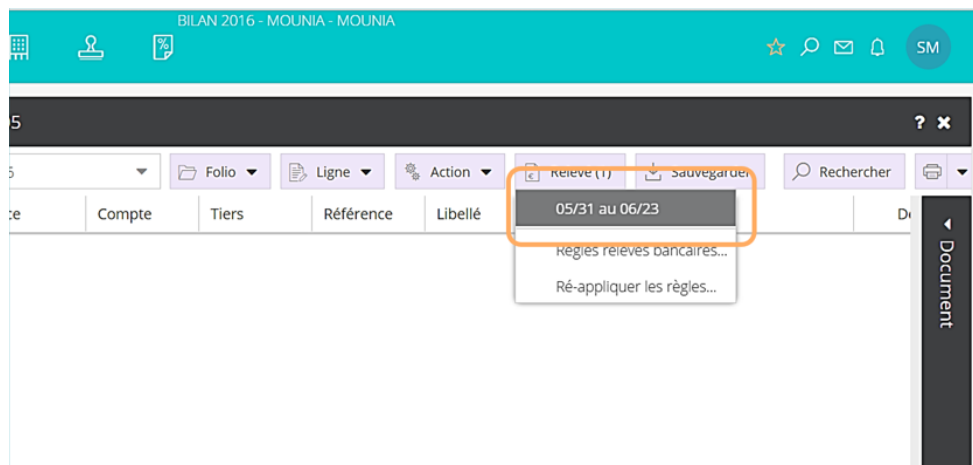 BILAN 2016 - MOUNIA - MOUNIA
SM
5
? ✖
Folio Ligne Action Relevé (1) Sauvegarder Rechercher
Compte Tiers Référence Libellé
05/31 au 06/23
Règles relevés bancaires...
Ré-appliquer les règles...
Document